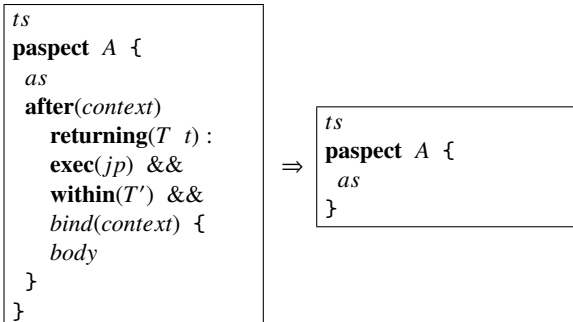 ts
paspect A {
as
after(context)
returning(T t) :
exec(jp) &&
within(T′) &&
bind(context) {
body
}
}
⇒
ts
paspect A {
as
}